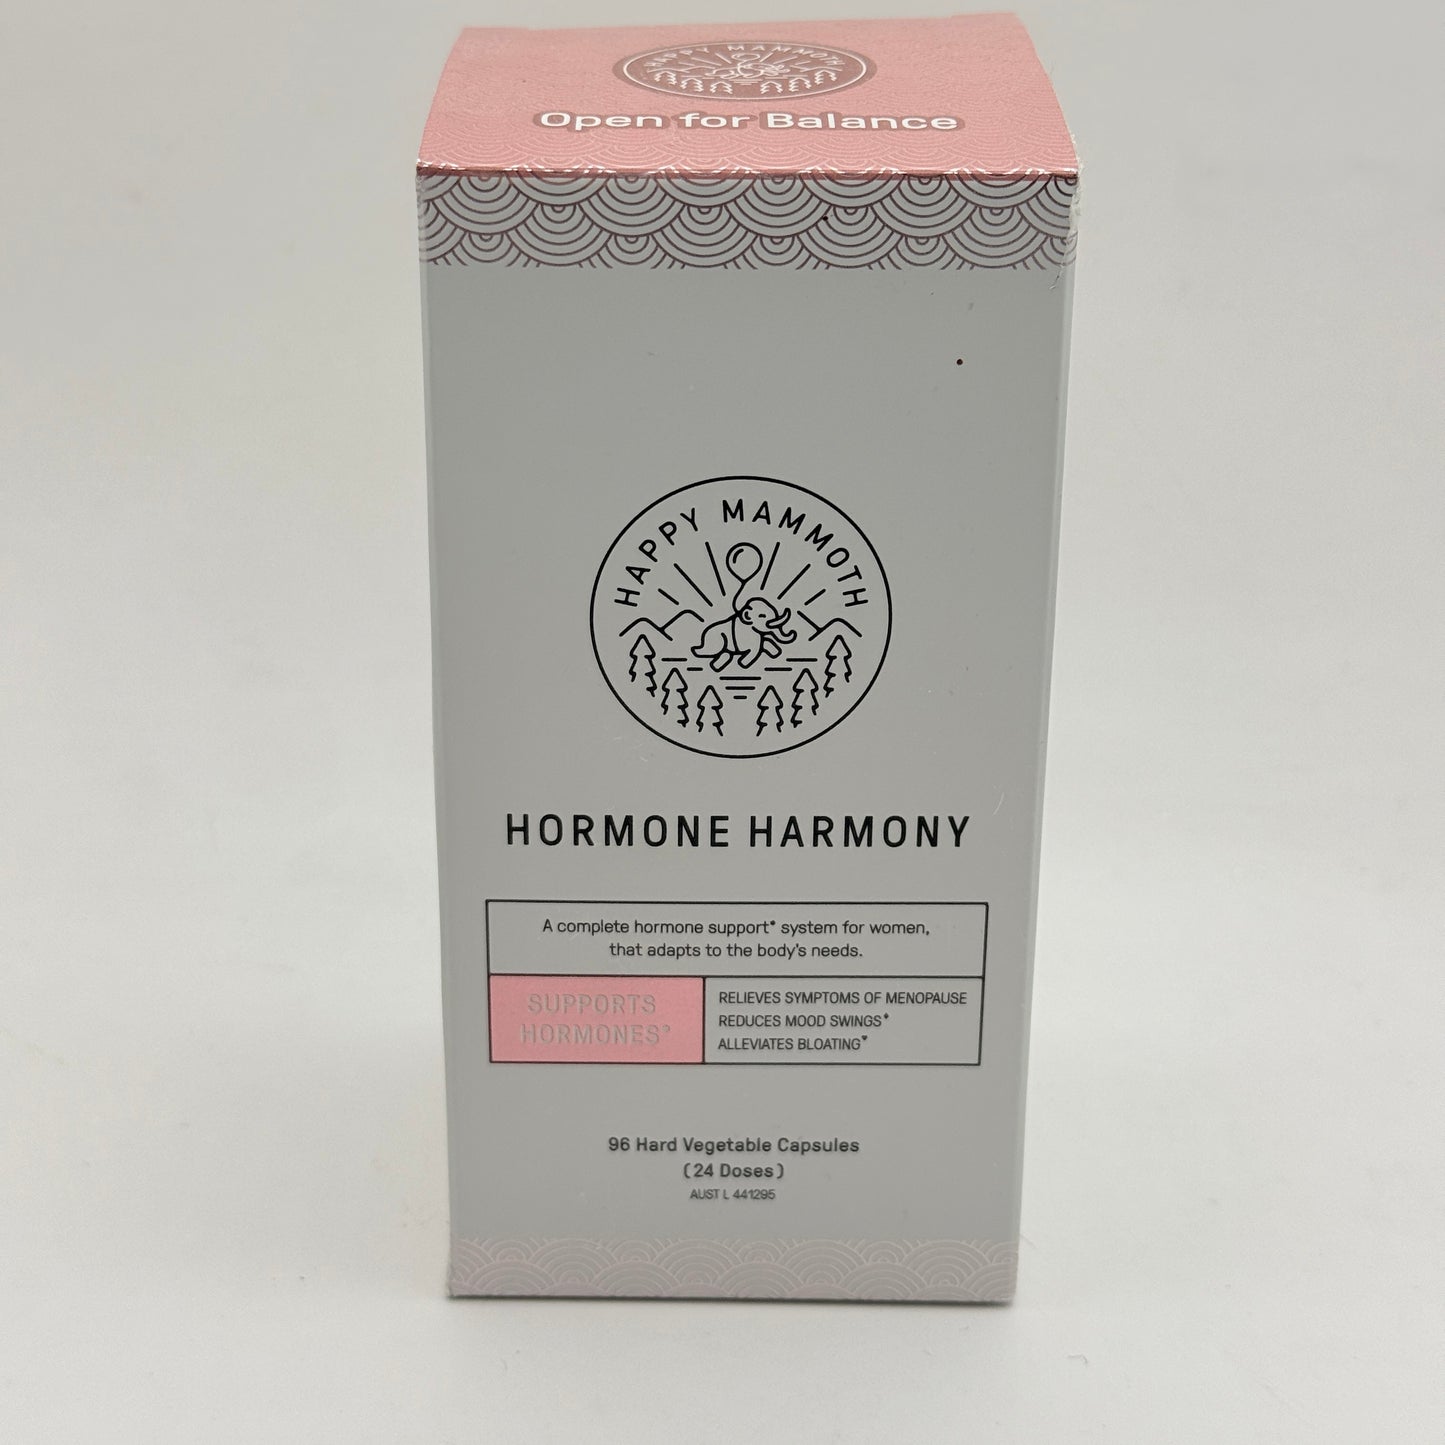 HAPPY MAMMOTH
Open for Balance
HAPPY MAMMOTH
HORMONE HARMONY
A complete hormone support* system for women,
that adapts to the body's needs.
SUPPORTS
HORMONES*
RELIEVES SYMPTOMS OF MENOPAUSE
REDUCES MOOD SWINGS♦
ALLEVIATES BLOATING♥
96 Hard Vegetable Capsules
(24 Doses)
AUST L 441295